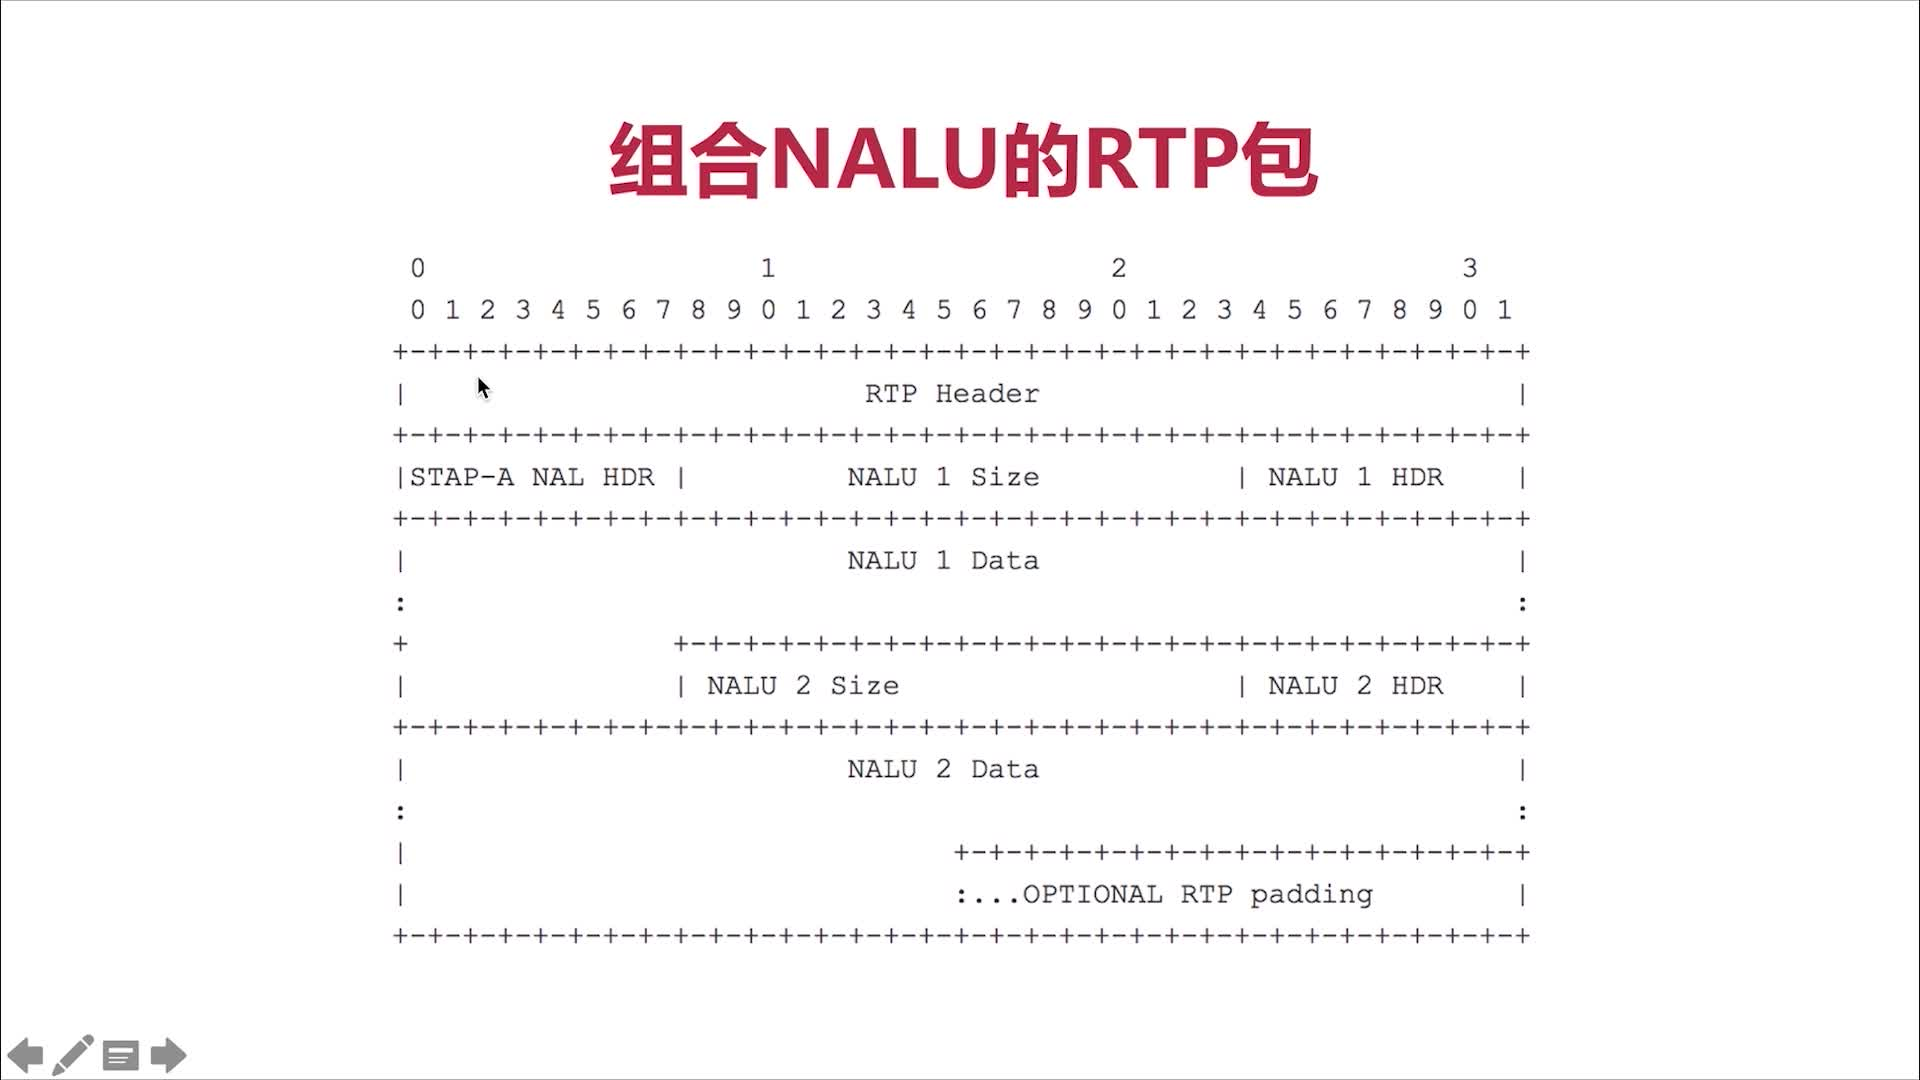 组合NALU的RTP包
0 1 2 3
0 1 2 3 4 5 6 7 8 9 0 1 2 3 4 5 6 7 8 9 0 1 2 3 4 5 6 7 8 9 0 1
+-+-+-+-+-+-+-+-+-+-+-+-+-+-+-+-+-+-+-+-+-+-+-+-+-+-+-+-+-+-+-+-+
| RTP Header |
+-+-+-+-+-+-+-+-+-+-+-+-+-+-+-+-+-+-+-+-+-+-+-+-+-+-+-+-+-+-+-+-+
|STAP-A NAL HDR | NALU 1 Size | NALU 1 HDR |
+-+-+-+-+-+-+-+-+-+-+-+-+-+-+-+-+-+-+-+-+-+-+-+-+-+-+-+-+-+-+-+-+
| NALU 1 Data |
: :
+ +-+-+-+-+-+-+-+-+-+-+-+-+-+-+-+-+-+-+-+-+-+-+-+-+
| | NALU 2 Size | NALU 2 HDR |
+-+-+-+-+-+-+-+-+-+-+-+-+-+-+-+-+-+-+-+-+-+-+-+-+-+-+-+-+-+-+-+-+
| NALU 2 Data |
: :
| +-+-+-+-+-+-+-+-+-+-+-+-+-+-+-+-+
| :...OPTIONAL RTP padding |
+-+-+-+-+-+-+-+-+-+-+-+-+-+-+-+-+-+-+-+-+-+-+-+-+-+-+-+-+-+-+-+-+